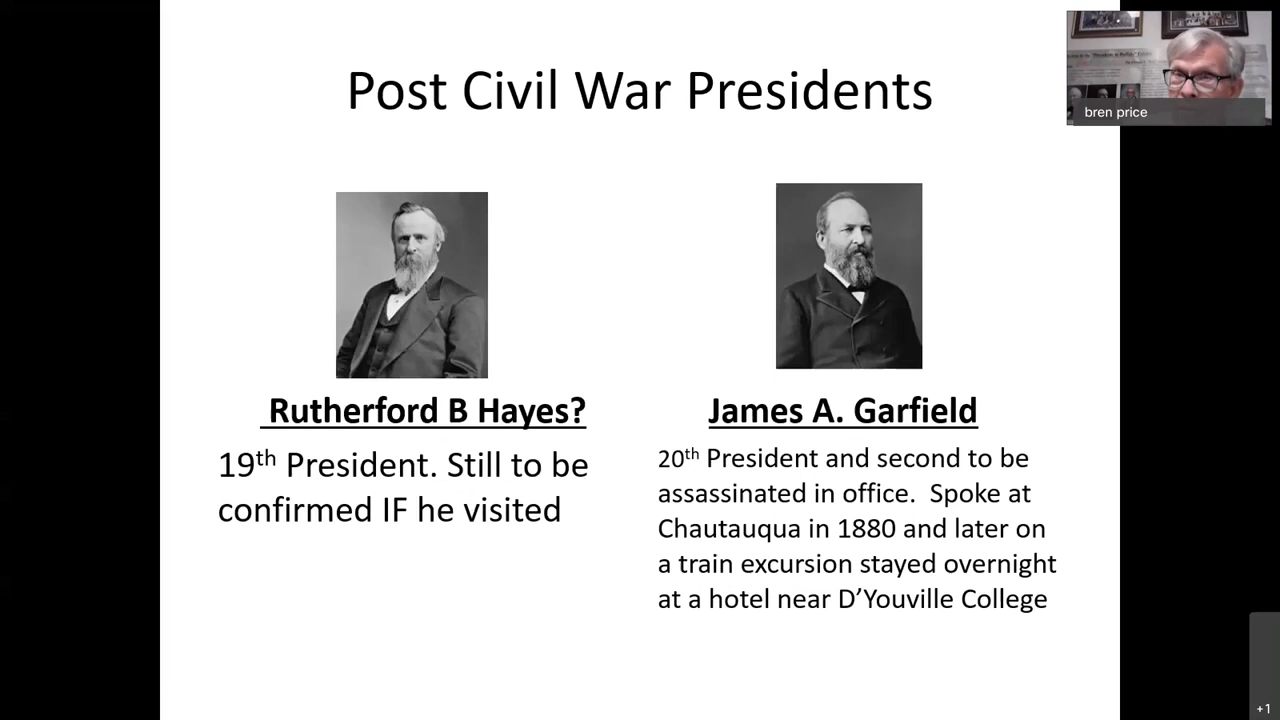 Post Civil War Presidents
bren price
Rutherford B Hayes?
19th President. Still to be
confirmed IF he visited
James A. Garfield
20th President and second to be
assassinated in office.  Spoke at
Chautauqua in 1880 and later on
a train excursion stayed overnight
at a hotel near D’Youville College
+1